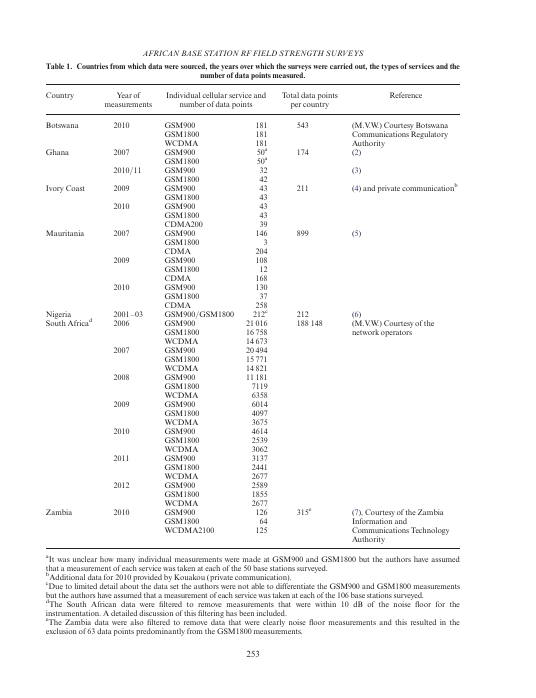 AFRICAN BASE STATION RF FIELD STRENGTH SURVEYS
Table 1. Countries from which data were sourced, the years over which the surveys were carried out, the types of services and the
number of data points measured.
Country Year of Individual cellular service and Total data points Reference
measurements number of data points per country
Botswana 2010 GSM900 181 543 (M.V.W.) Courtesy Botswana
GSM1800 181 Communications Regulatory
WCDMA 181 Authority
Ghana 2007 GSM900 50a 174 (2)
GSM1800 50a
2010/11 GSM900 32 (3)
GSM1800 42
Ivory Coast 2009 GSM900 43 211 (4) and private communicationb
GSM1800 43
2010 GSM900 43
GSM1800 43
CDMA200 39
Mauritania 2007 GSM900 146 899 (5)
GSM1800 3
CDMA 204
2009 GSM900 108
GSM1800 12
CDMA 168
2010 GSM900 130
GSM1800 37
CDMA 258
Nigeria 2001–03 GSM900/GSM1800 212c 212 (6)
South Africad 2006 GSM900 21 016 188 148 (M.V.W.) Courtesy of the
GSM1800 16 758 network operators
WCDMA 14 673
2007 GSM900 20 494
GSM1800 15 771
WCDMA 14 821
2008 GSM900 11 181
GSM1800 7119
WCDMA 6358
2009 GSM900 6014
GSM1800 4097
WCDMA 3675
2010 GSM900 4614
GSM1800 2539
WCDMA 3062
2011 GSM900 3137
GSM1800 2441
WCDMA 2677
2012 GSM900 2589
GSM1800 1855
WCDMA 2677
Zambia 2010 GSM900 126 315e (7), Courtesy of the Zambia
GSM1800 64 Information and
WCDMA2100 125 Communications Technology
Authority
aIt was unclear how many individual measurements were made at GSM900 and GSM1800 but the authors have assumed
that a measurement of each service was taken at each of the 50 base stations surveyed.
bAdditional data for 2010 provided by Kouakou (private communication).
cDue to limited detail about the data set the authors were not able to differentiate the GSM900 and GSM1800 measurements
but the authors have assumed that a measurement of each service was taken at each of the 106 base stations surveyed.
dThe South African data were filtered to remove measurements that were within 10 dB of the noise floor for the
instrumentation. A detailed discussion of this filtering has been included.
eThe Zambia data were also filtered to remove data that were clearly noise floor measurements and this resulted in the
exclusion of 63 data points predominantly from the GSM1800 measurements.
253